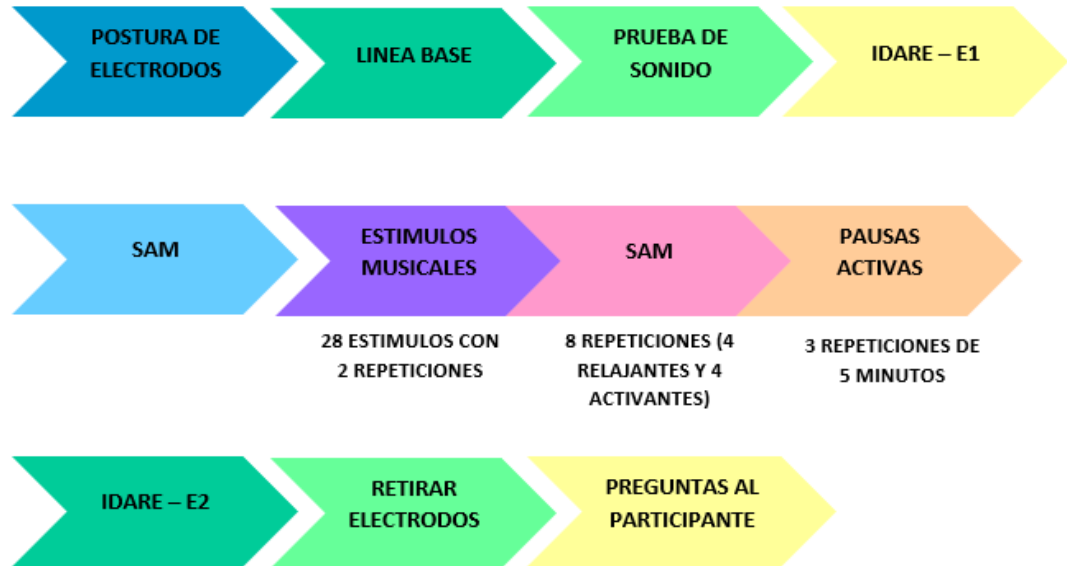 POSTURA DE
ELECTRODOS
LINEA BASE
PRUEBA DE
SONIDO
IDARE – E1
SAM
ESTIMULOS
MUSICALES
SAM
PAUSAS
ACTIVAS
28 ESTIMULOS CON
2 REPETICIONES
8 REPETICIONES (4
RELAJANTES Y 4
ACTIVANTES)
3 REPETICIONES DE
5 MINUTOS
IDARE – E2
RETIRAR
ELECTRODOS
PREGUNTAS AL
PARTICIPANTE